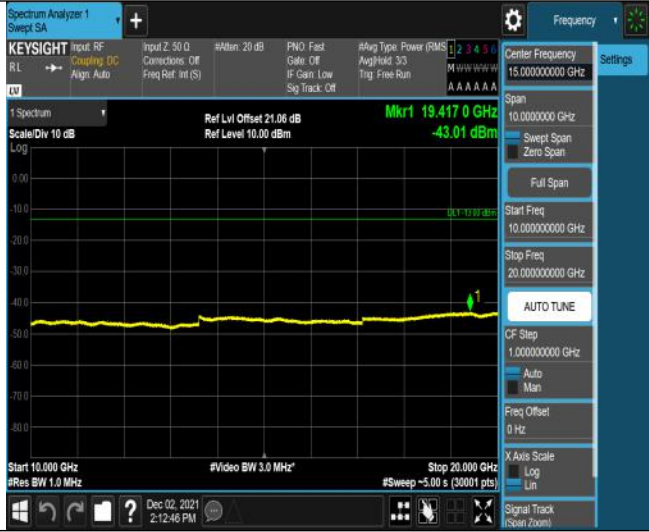 Spectrum Analyzer 1
Swept SA
+
Frequency
KEYSIGHT
RL
LV
Input: RF
Coupling: DC
Align: Auto
Input Z: 50 Ω
Corrections: Off
Freq Ref: Int (S)
#Atten: 20 dB
PNO: Fast
Gate: Off
IF Gain: Low
Sig Track: Off
#Avg Type: Power (RMS
Avg|Hold: 3/3
Trig: Free Run
1 2 3 4 5 6
M W W W W W
A A A A A A
1 Spectrum
Scale/Div 10 dB
Log
Ref Lvl Offset 21.06 dB
Ref Level 10.00 dBm
Mkr1 19.417 0 GHz
-43.01 dBm
0.00
-10.0
-20.0
-30.0
-40.0
-50.0
-60.0
-70.0
-80.0
DL1 -13.00 dBm
1
Start 10.000 GHz
#Res BW 1.0 MHz
#Video BW 3.0 MHz*
Stop 20.000 GHz
#Sweep ~5.00 s (30001 pts)
?
Dec 02, 2021
2:12:46 PM
Center Frequency
15.000000000 GHz
Span
10.0000000 GHz
Swept Span
Zero Span
Full Span
Start Freq
10.000000000 GHz
Stop Freq
20.000000000 GHz
AUTO TUNE
CF Step
1.000000000 GHz
Auto
Man
Freq Offset
0 Hz
X Axis Scale
Log
Lin
Signal Track
(Span Zoom)
Settings